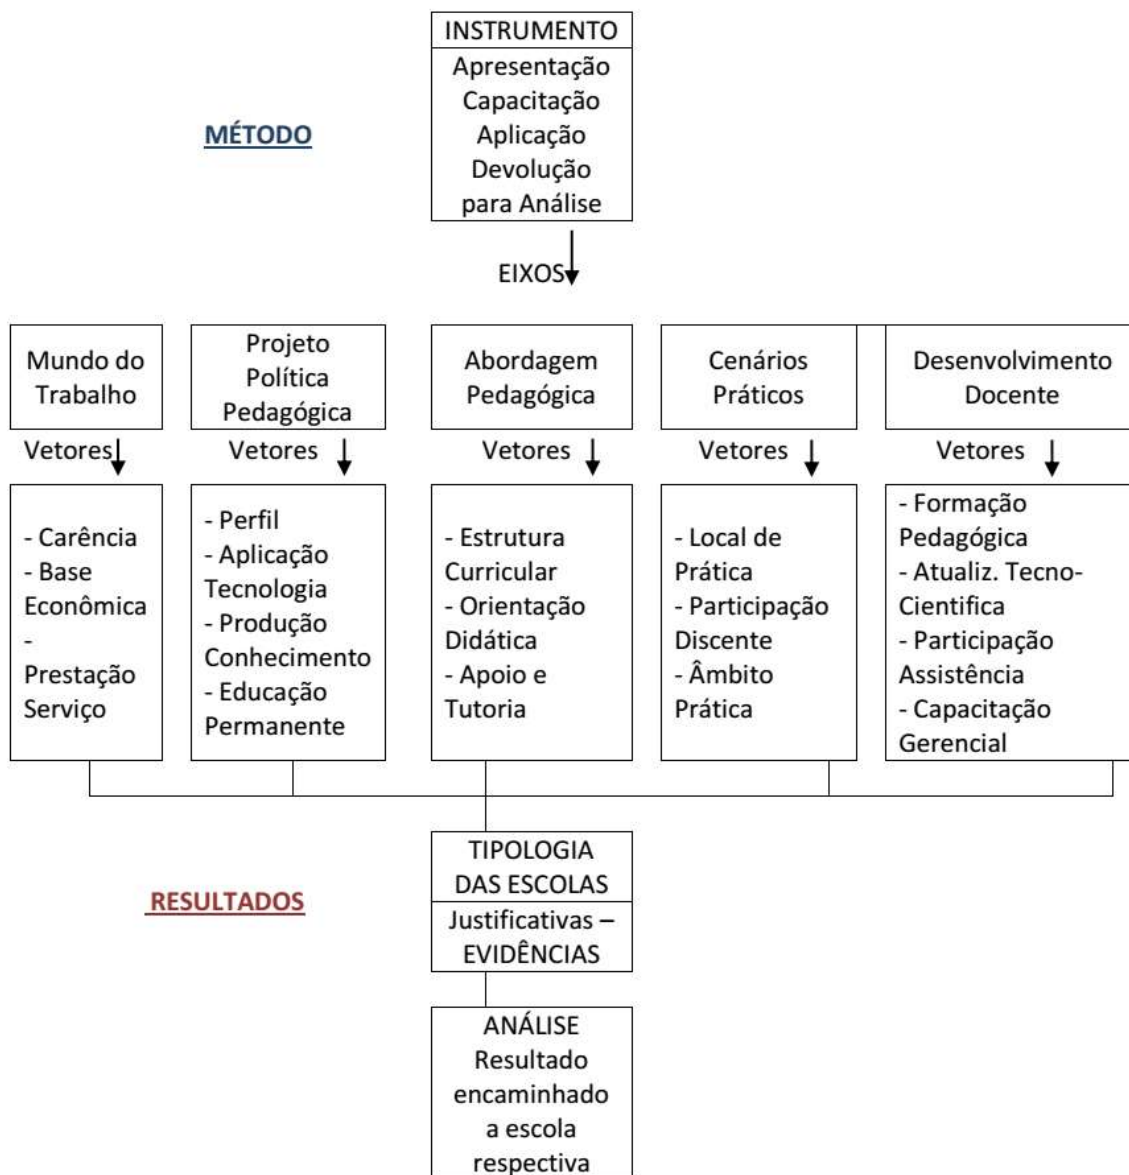 INSTRUMENTO
Apresentação
Capacitação
Aplicação
Devolução
para Análise
MÉTODO
EIXOS
Mundo do
Trabalho
Projeto
Política
Pedagógica
Abordagem
Pedagógica
Cenários
Práticos
Desenvolvimento
Docente
Vetores
Vetores
Vetores
Vetores
Vetores
- Carência
- Base
Econômica
-
Prestação
Serviço
- Perfil
- Aplicação
Tecnologia
- Produção
Conhecimento
- Educação
Permanente
- Estrutura
Curricular
- Orientação
Didática
- Apoio e
Tutoria
- Local de
Prática
- Participação
Discente
- Âmbito
Prática
- Formação
Pedagógica
- Atualiz. Tecno-
Cientifica
- Participação
Assistência
- Capacitação
Gerencial
TIPOLOGIA
DAS ESCOLAS
RESULTADOS
Justificativas –
EVIDÊNCIAS
ANÁLISE
Resultado
encaminhado
a escola
respectiva